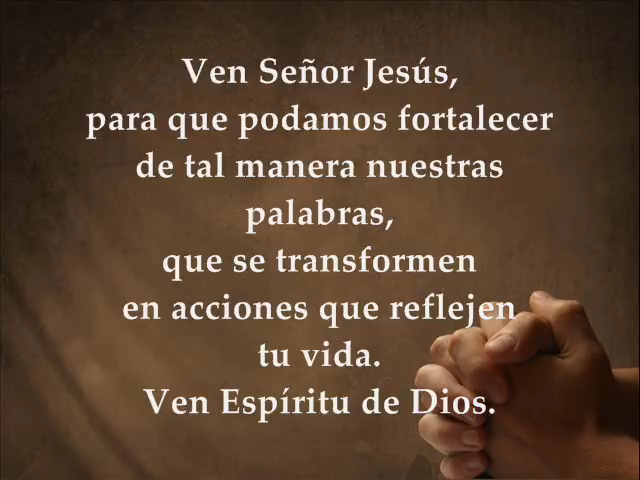 Ven Señor Jesús,
para que podamos fortalecer
de tal manera nuestras
palabras,
que se transformen
en acciones que reflejen
tu vida.
Ven Espíritu de Dios.